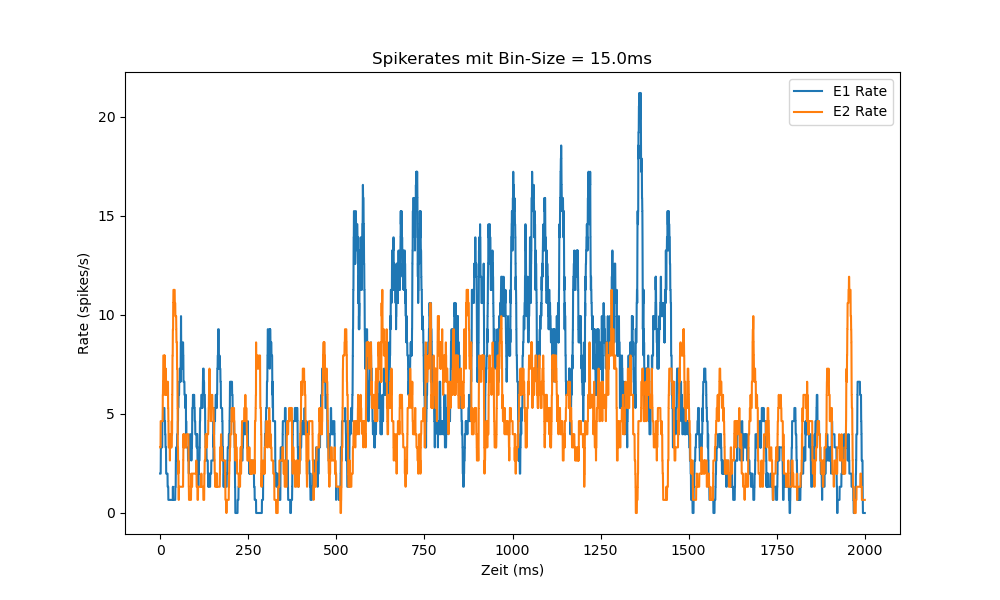 Spikerates mit Bin-Size = 15.0ms
E1 Rate
E2 Rate
20
15
10
5
0
Rate (spikes/s)
0 250 500 750 1000 1250 1500 1750 2000
Zeit (ms)